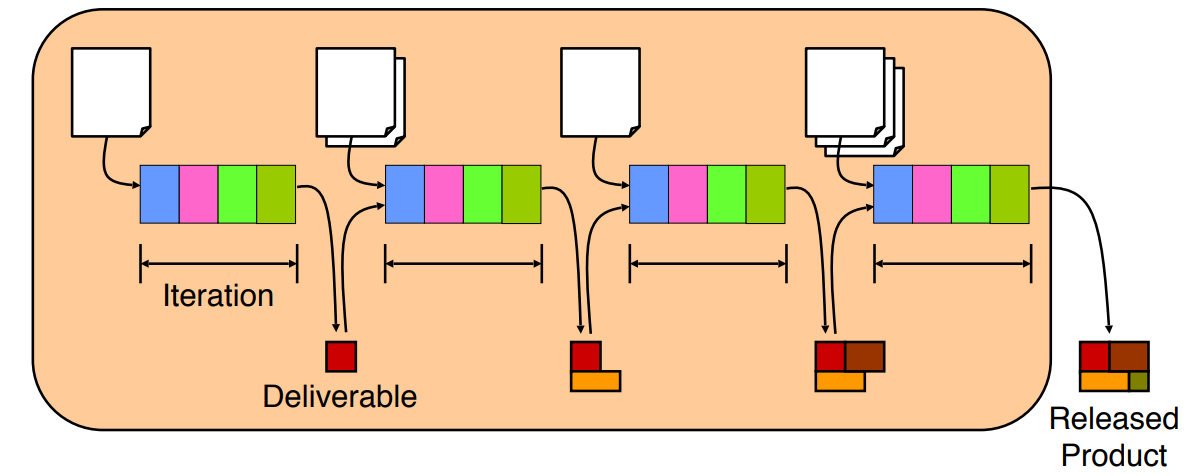 Iteration
Deliverable
Released
Product